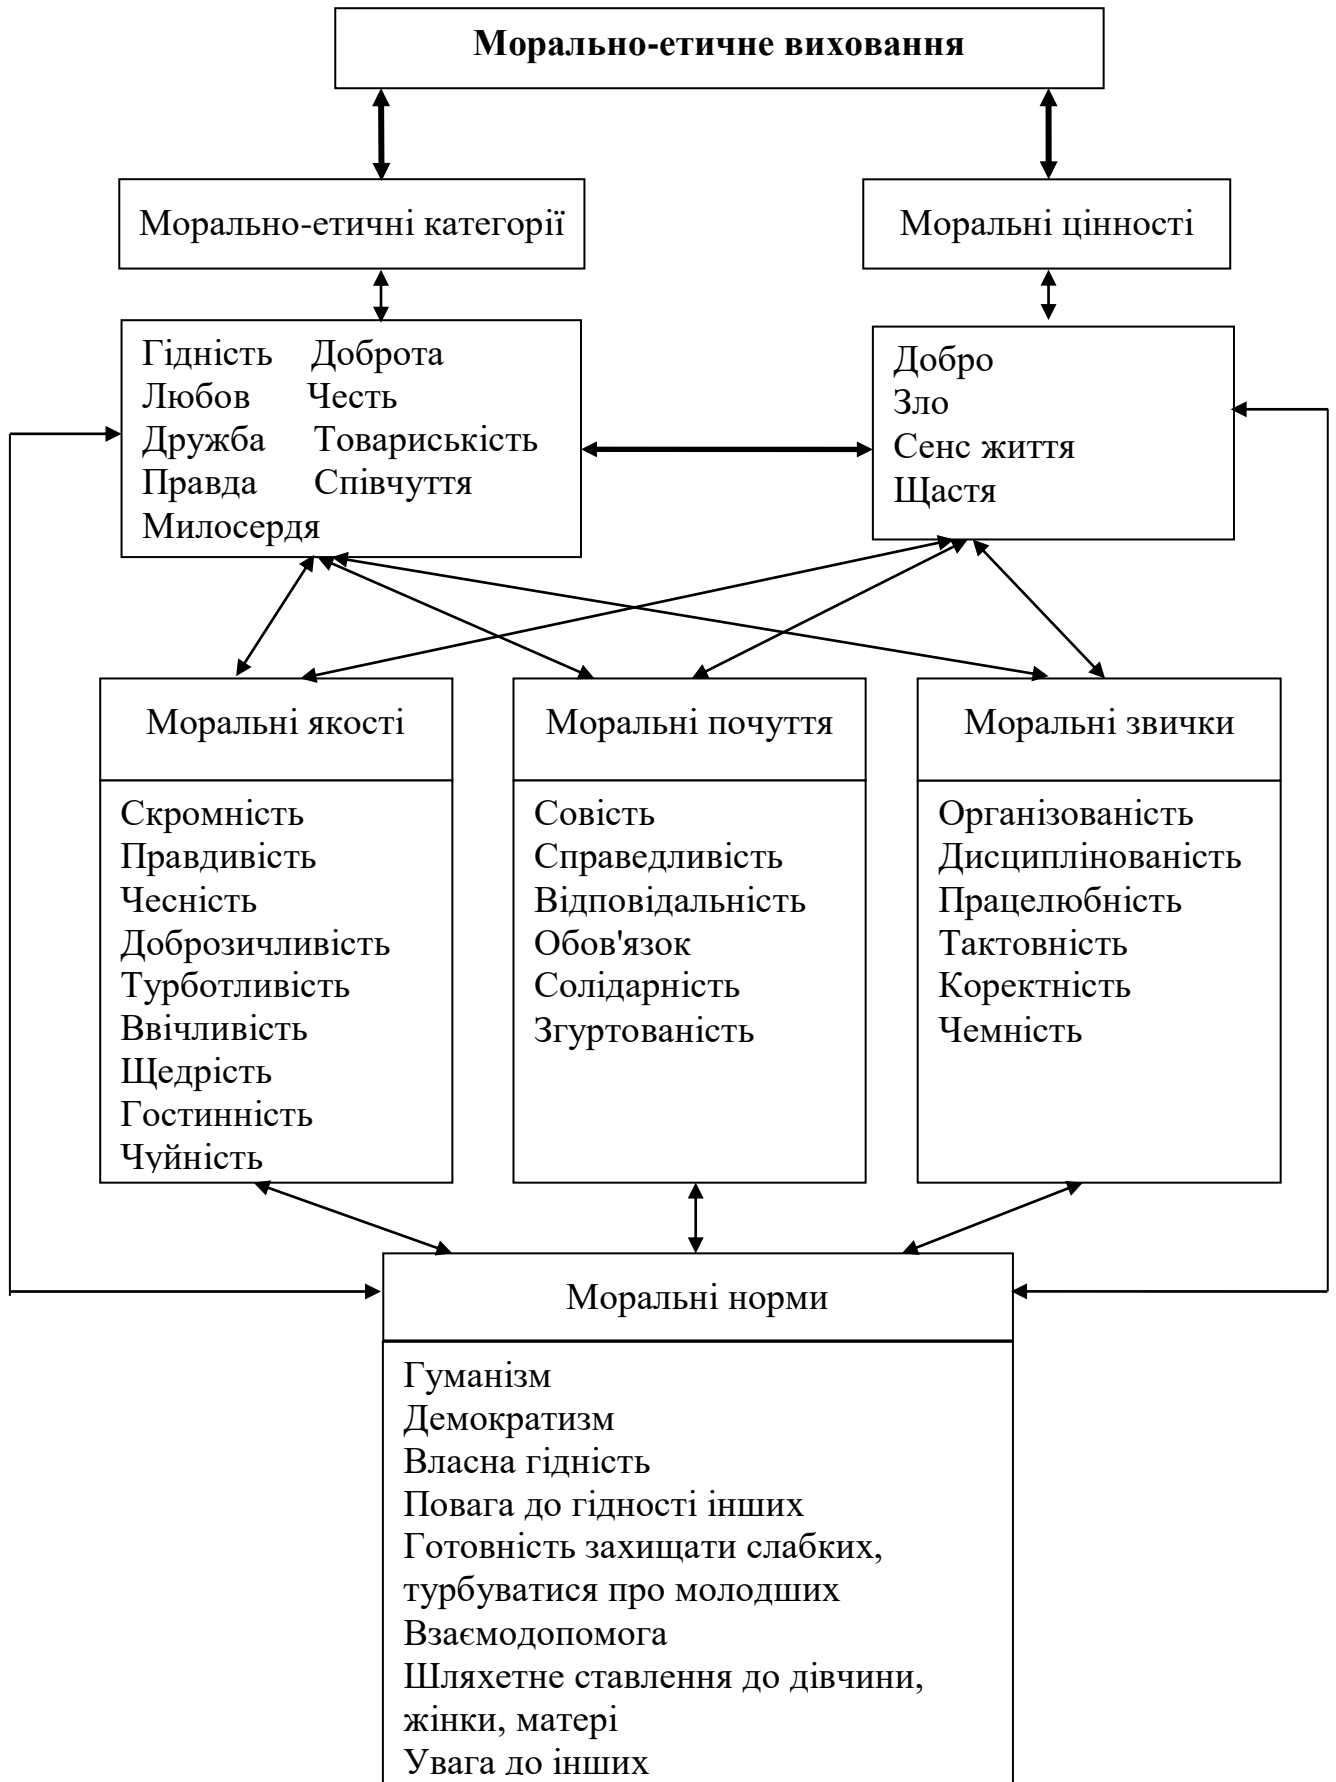 Морально-етичне виховання
Морально-етичні категорії
Моральні цінності
Гідність Доброта
Любов Честь
Дружба Товариськість
Правда Співчуття
Милосердя
Добро
Зло
Сенс життя
Щастя
Моральні якості
Скромність
Правдивість
Чесність
Доброзичливість
Турботливість
Ввічливість
Щедрість
Гостинність
Чуйність
Моральні почуття
Совість
Справедливість
Відповідальність
Обов'язок
Солідарність
Згуртованість
Моральні звички
Організованість
Дисциплінованість
Працелюбність
Тактовність
Коректність
Чемність
Моральні норми
Гуманізм
Демократизм
Власна гідність
Повага до гідності інших
Готовність захищати слабких,
турбуватися про молодших
Взаємодопомога
Шляхетне ставлення до дівчини,
жінки, матері
Увага до інших